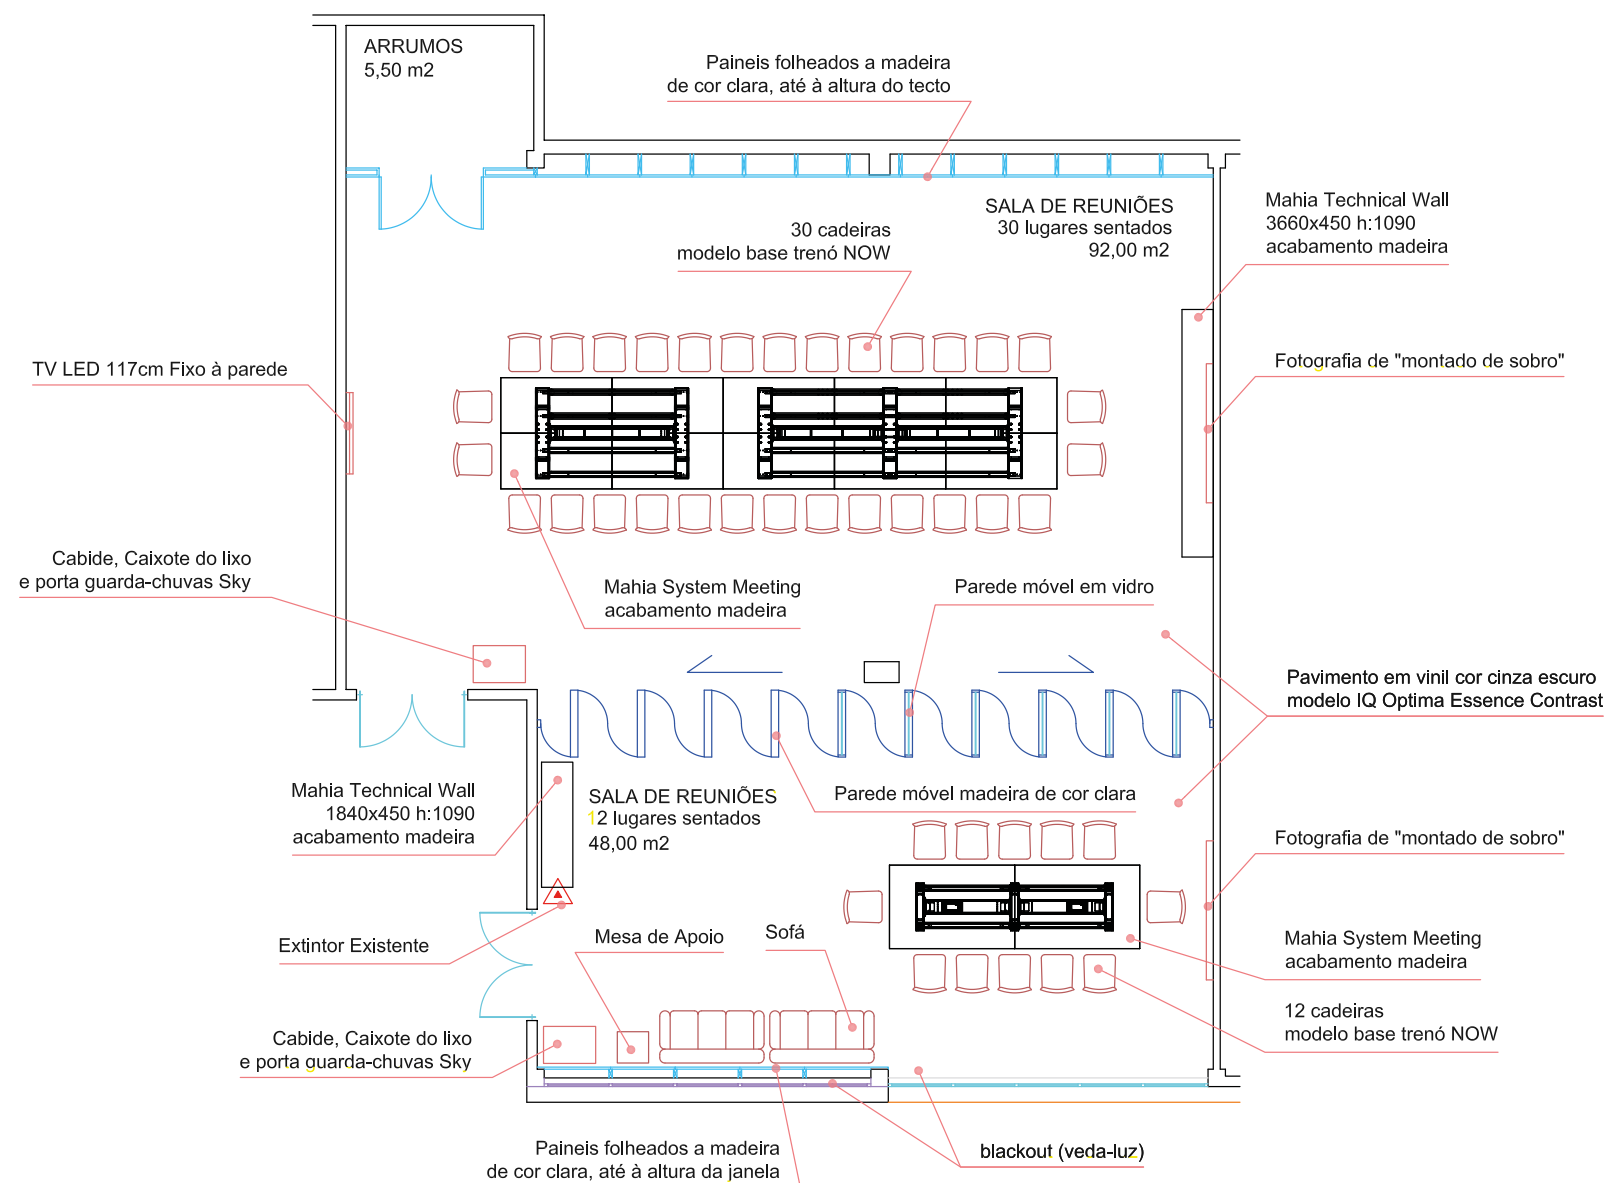 ARRUMOS
5,50 m2
Paineis folheados a madeira
de cor clara, até à altura do tecto
SALA DE REUNIÕES
30 lugares sentados
92,00 m2
Mahia Technical Wall
3660x450 h:1090
acabamento madeira
30 cadeiras
modelo base trenó NOW
TV LED 117cm Fixo à parede
Fotografia de "montado de sobro"
Cabide, Caixote do lixo
e porta guarda-chuvas Sky
Mahia System Meeting
acabamento madeira
Parede móvel em vidro
Pavimento em vinil cor cinza escuro
modelo IQ Optima Essence Contrast
Mahia Technical Wall
1840x450 h:1090
acabamento madeira
SALA DE REUNIÕES
12 lugares sentados
48,00 m2
Parede móvel madeira de cor clara
Fotografia de "montado de sobro"
Extintor Existente
Mesa de Apoio
Sofá
Mahia System Meeting
acabamento madeira
12 cadeiras
modelo base trenó NOW
Cabide, Caixote do lixo
e porta guarda-chuvas Sky
Paineis folheados a madeira
de cor clara, até à altura da janela
blackout (veda-luz)